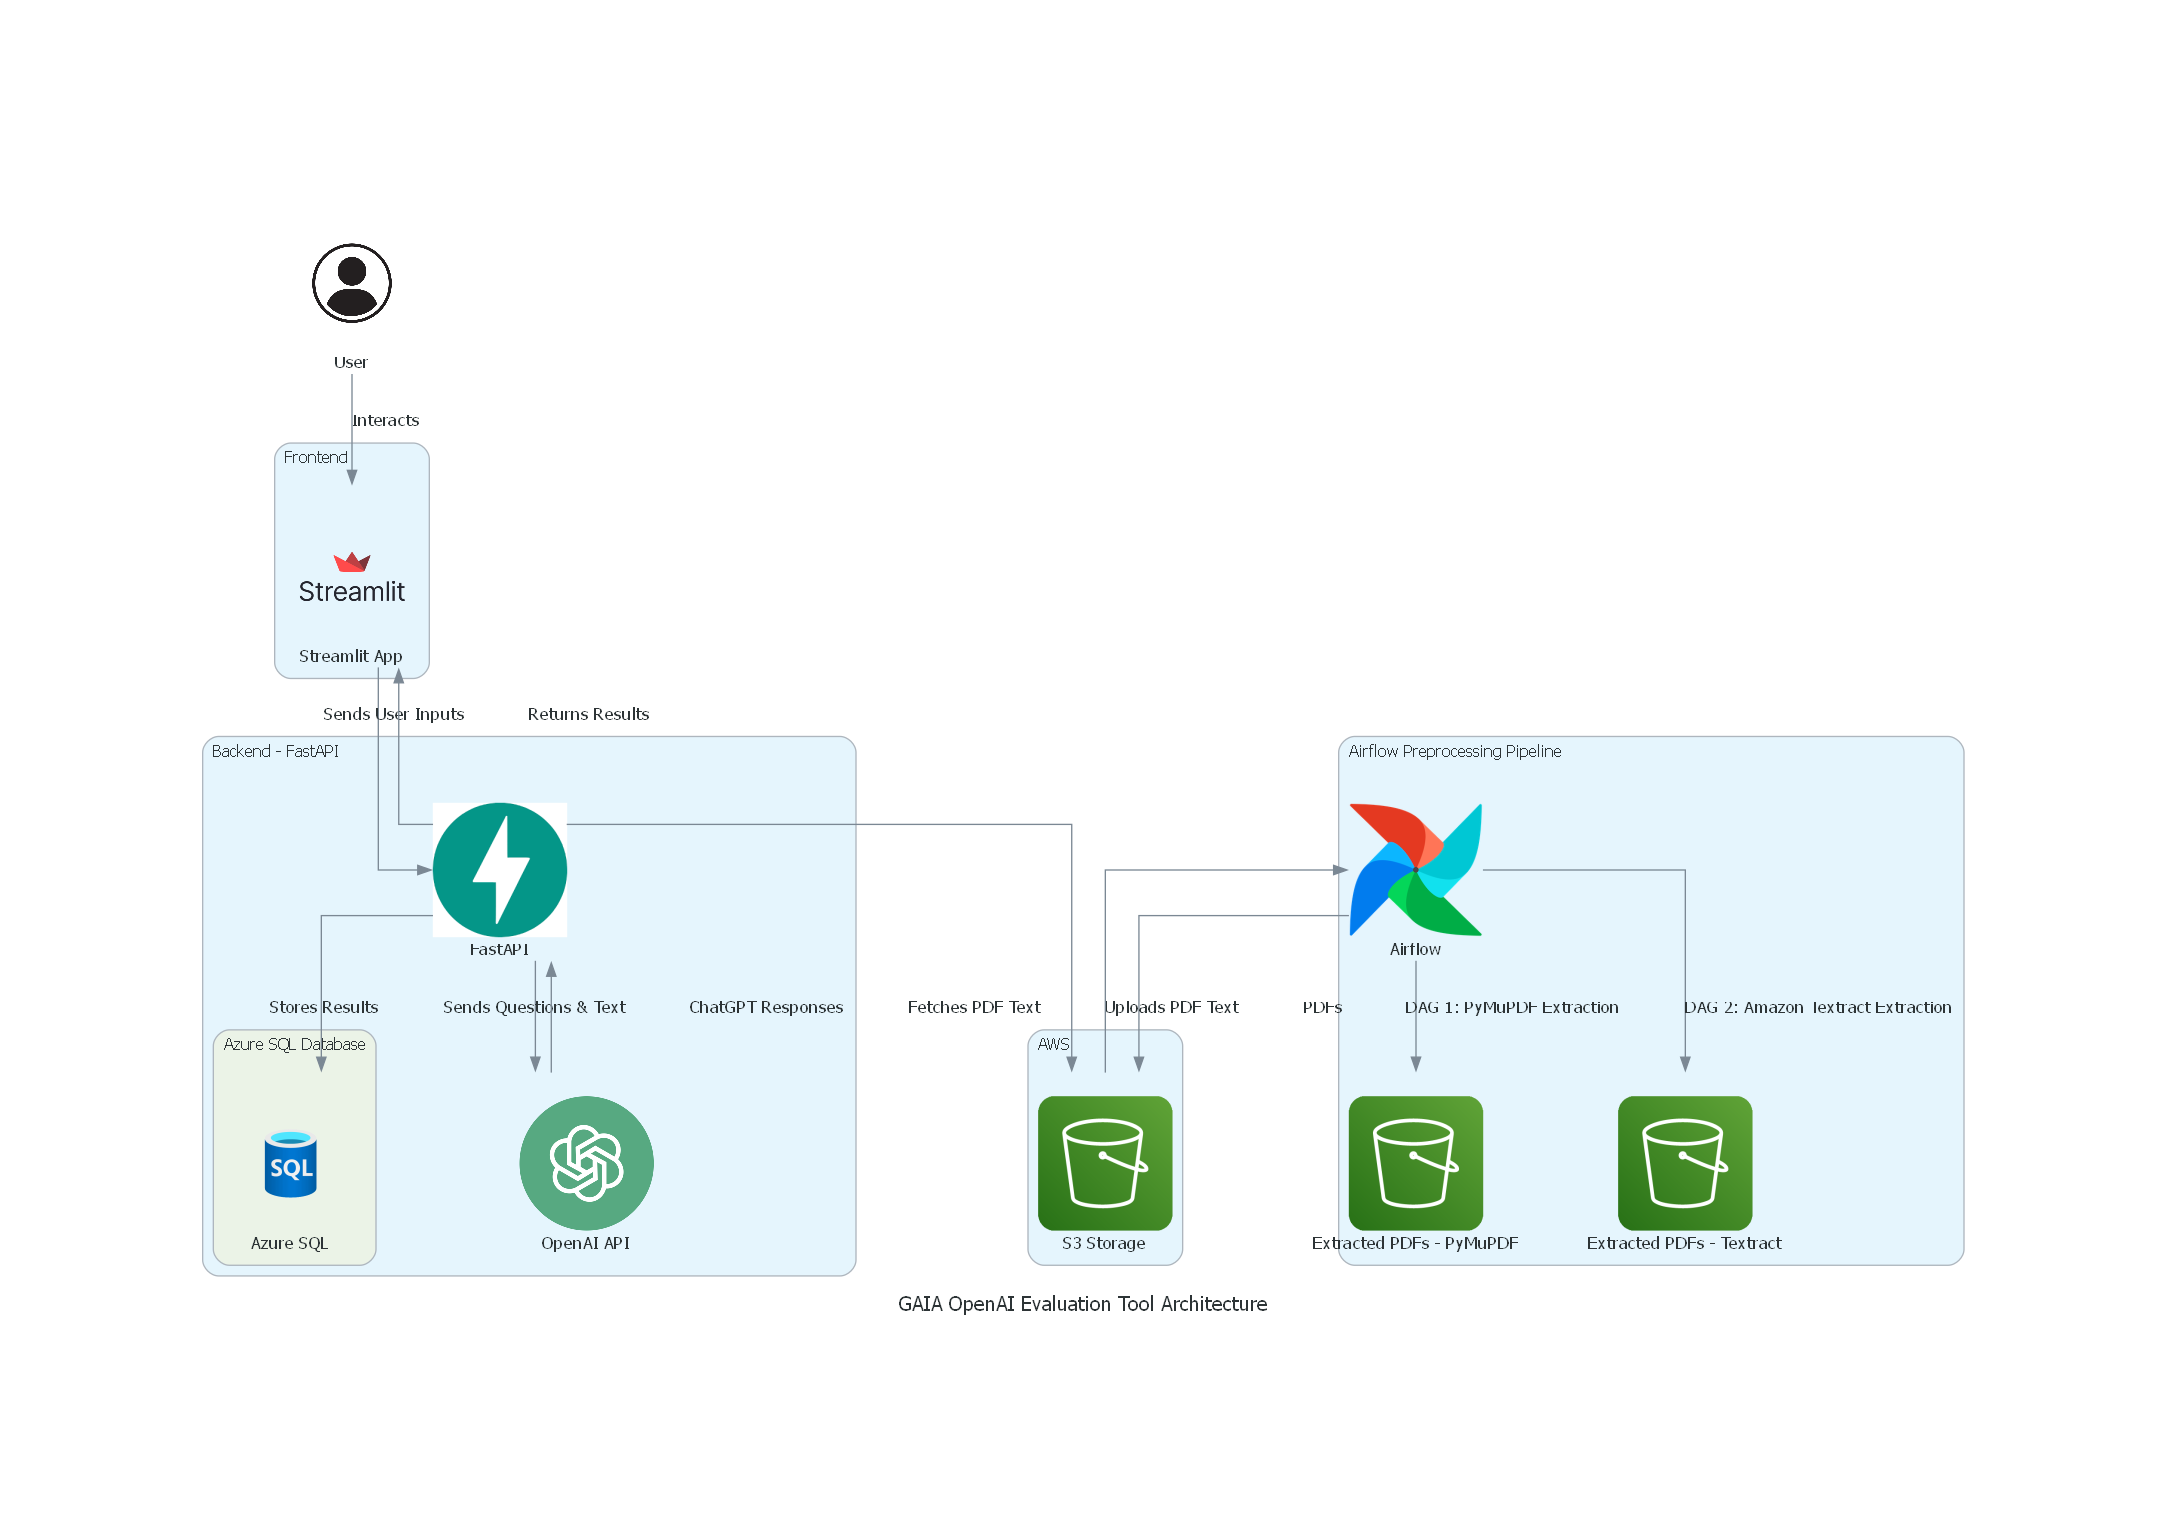 User
Interacts
Frontend
Streamlit
Streamlit App
Sends User Inputs
Returns Results
Backend - FastAPI
Airflow Preprocessing Pipeline
FastAPI
Airflow
Stores Results
Sends Questions & Text
ChatGPT Responses
Fetches PDF Text
Uploads PDF Text
PDFs
DAG 1: PyMuPDF Extraction
DAG 2: Amazon Textract Extraction
Azure SQL Database
AWS
SQL
Azure SQL
OpenAI API
S3 Storage
Extracted PDFs - PyMuPDF
Extracted PDFs - Textract
GAIA OpenAI Evaluation Tool Architecture